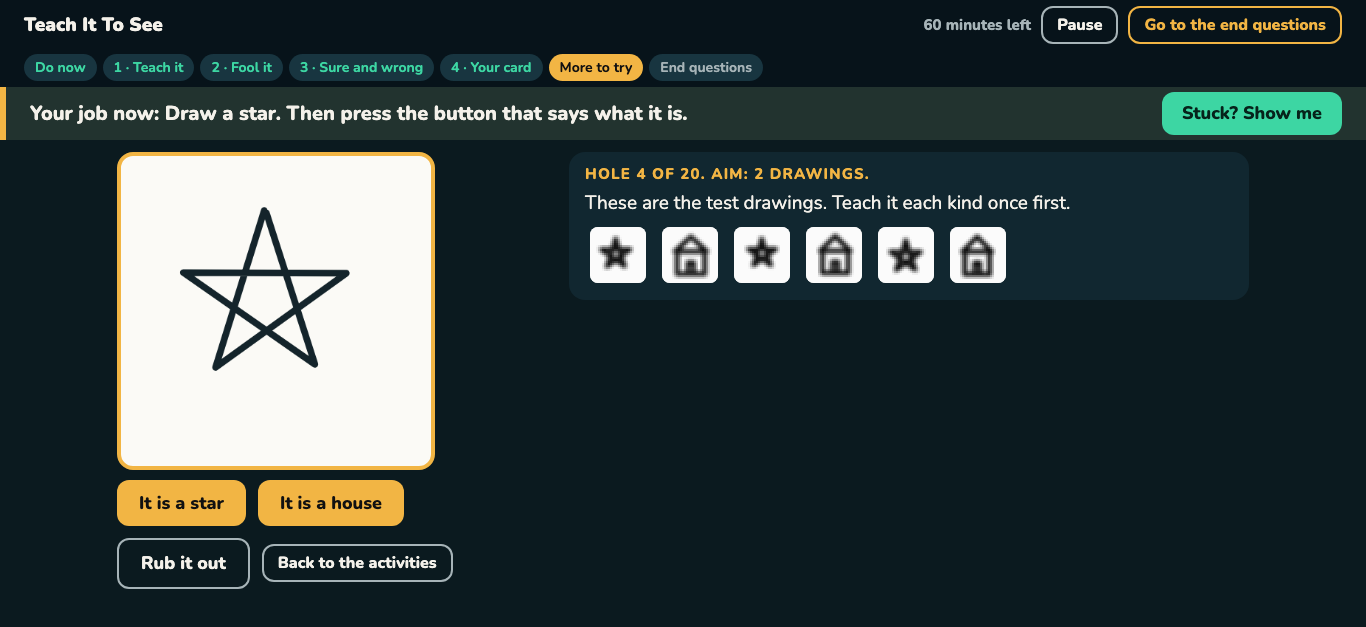 Teach It To See
60 minutes left
Pause
Go to the end questions
Do now
1 · Teach it
2 · Fool it
3 · Sure and wrong
4 · Your card
More to try
End questions
Your job now: Draw a star. Then press the button that says what it is.
Stuck? Show me
HOLE 4 OF 20. AIM: 2 DRAWINGS.
These are the test drawings. Teach it each kind once first.
It is a star
It is a house
Rub it out
Back to the activities